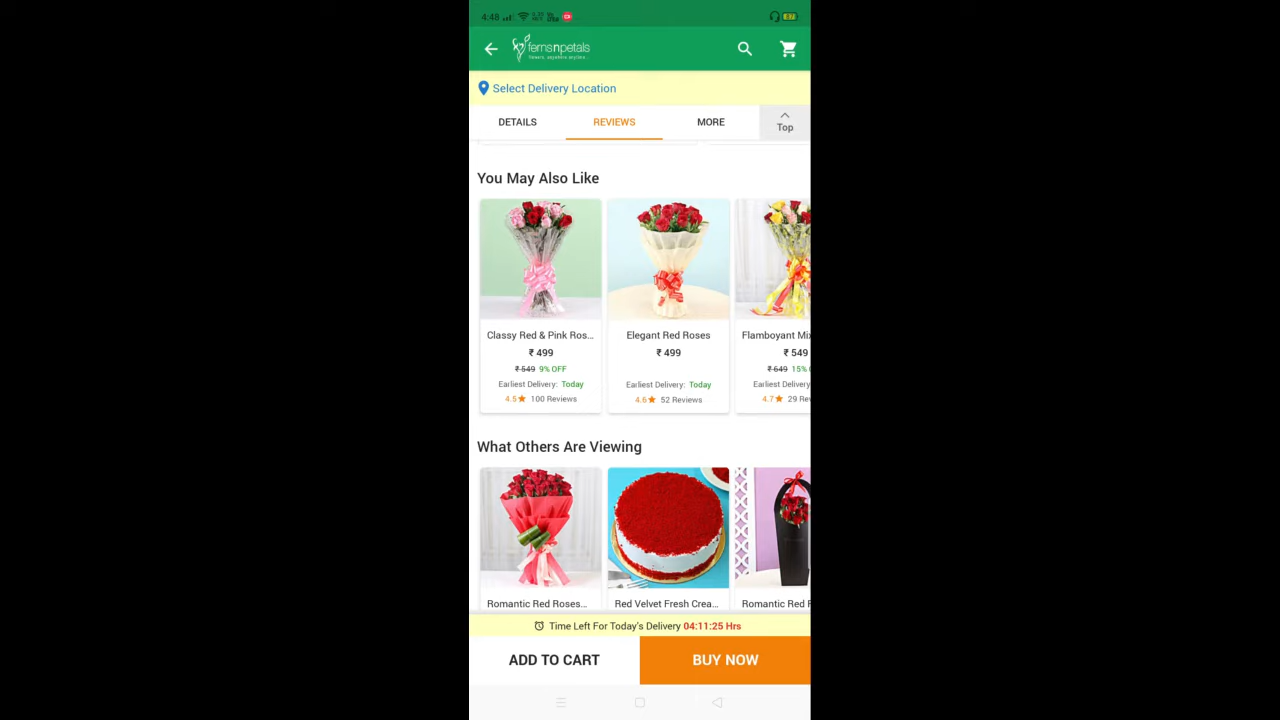 4:48
87
fernsnpetals
flowers, anywhere anytime.
Select Delivery Location
DETAILS REVIEWS MORE Top
You May Also Like
Classy Red & Pink Ros... Elegant Red Roses Flamboyant Mi
₹ 499 ₹ 499 ₹ 549
₹ 549 9% OFF ₹ 649 15%
Earliest Delivery: Today Earliest Delivery: Today Earliest Delivery
4.5★ 100 Reviews 4.6★ 52 Reviews 4.7★ 29 Re
What Others Are Viewing
Romantic Red Roses... Red Velvet Fresh Crea... Romantic Red
Time Left For Today's Delivery 04:11:25 Hrs
ADD TO CART BUY NOW